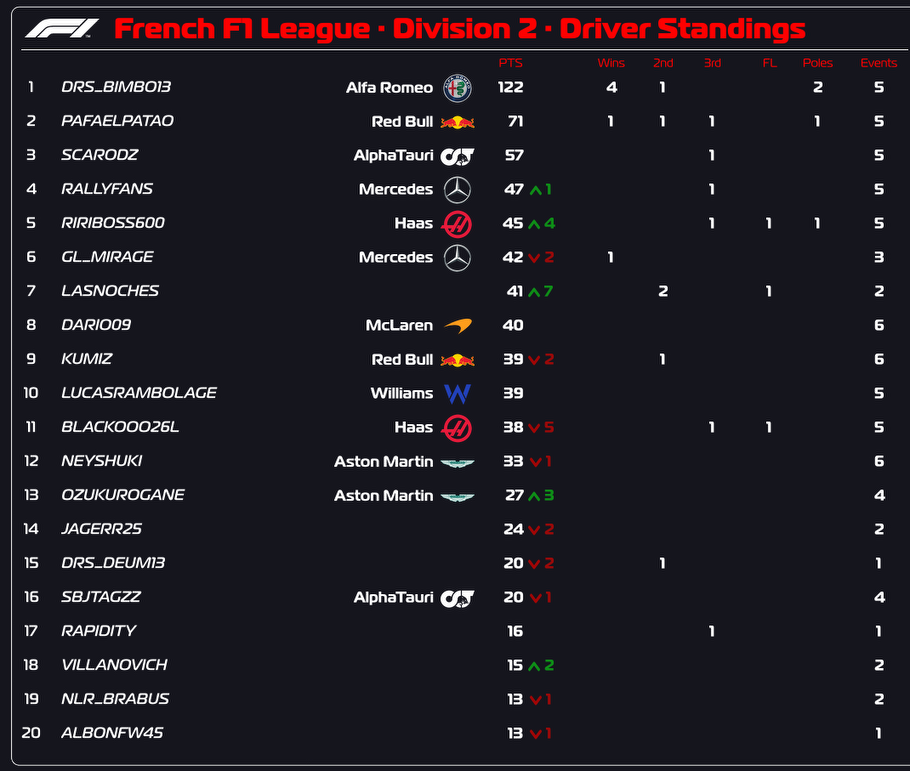 F1 French F1 League · Division 2 · Driver Standings
PTS Wins 2nd 3rd FL Poles Events
1 DRS_BIMBO13 Alfa Romeo 122 4 1 2 5
2 PAFAELPATAO Red Bull 71 1 1 1 1 5
3 SCARODZ AlphaTauri 57 1 5
4 RALLYFANS Mercedes 47 1 1 5
5 RIRIBOSS600 Haas 45 4 1 1 1 5
6 GL_MIRAGE Mercedes 42 2 1 3
7 LASNOCHES 41 7 2 1 2
8 DARIO09 McLaren 40 6
9 KUMIZ Red Bull 39 2 1 6
10 LUCASRAMBOLAGE Williams 39 5
11 BLACKOOO26L Haas 38 5 1 1 5
12 NEYSHUKI Aston Martin 33 1 6
13 OZUKUROGANE Aston Martin 27 3 4
14 JAGERR25 24 2 2
15 DRS_DEUM13 20 2 1 1
16 SBJTAGZZ AlphaTauri 20 1 4
17 RAPIDITY 16 1 1
18 VILLANOVICH 15 2 2
19 NLR_BRABUS 13 1 2
20 ALBONFW45 13 1 1